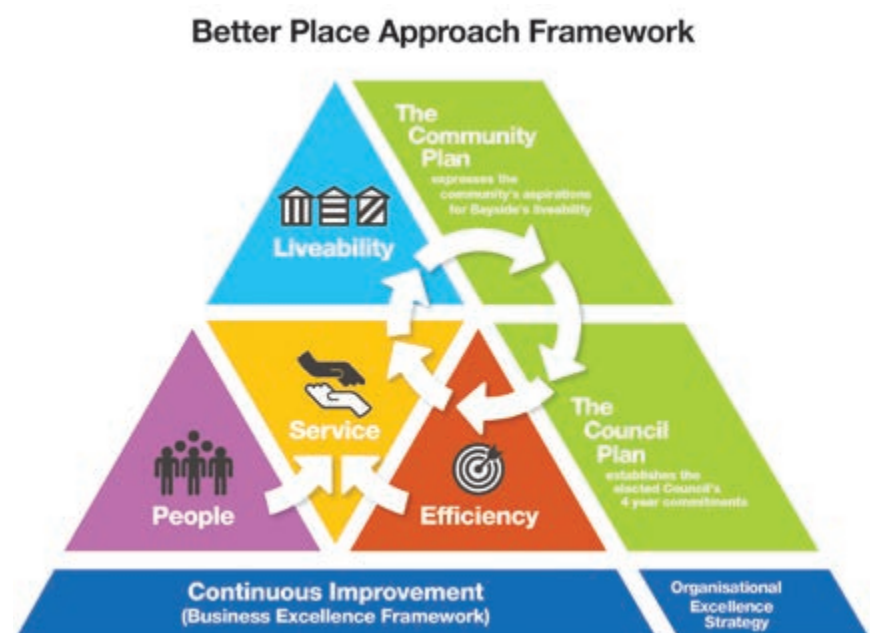 Better Place Approach Framework
The
Community
Plan
expresses the
community's aspirations
for Bayside's liveability
Liveability
Service
People
Efficiency
The
Council
Plan
establishes the
elected Council's
4 year commitments
Continuous Improvement
(Business Excellence Framework)
Organisational
Excellence
Strategy